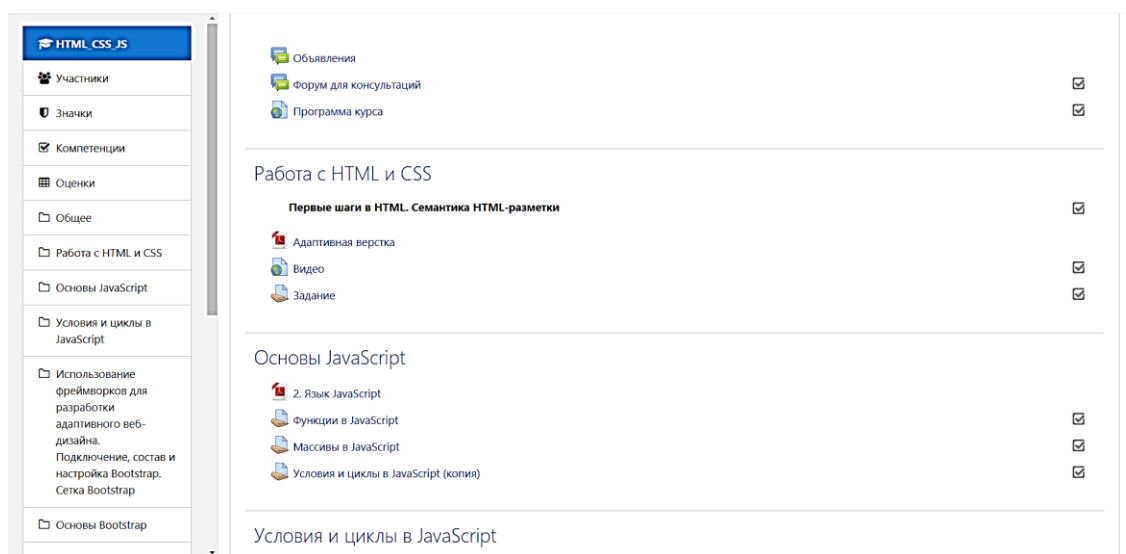 HTML_CSS_JS
Участники
Значки
Компетенции
Оценки
Общее
Работа с HTML и CSS
Основы JavaScript
Условия и циклы в
JavaScript
Использование
фреймворков для
разработки
адаптивного веб-
дизайна.
Подключение, состав и
настройка Bootstrap.
Сетка Bootstrap
Основы Bootstrap
Объявления
Форум для консультаций
Программа курса
Работа с HTML и CSS
Первые шаги в HTML. Семантика HTML-разметки
Адаптивная верстка
Видео
Задание
Основы JavaScript
2. Язык JavaScript
Функции в JavaScript
Массивы в JavaScript
Условия и циклы в JavaScript (копия)
Условия и циклы в JavaScript